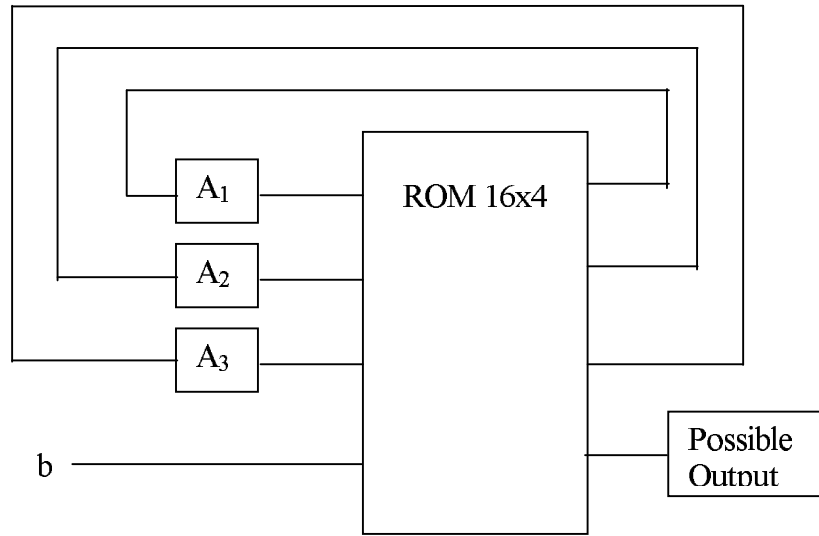 A₁
ROM 16x4
A₂
A₃
b
Possible
Output